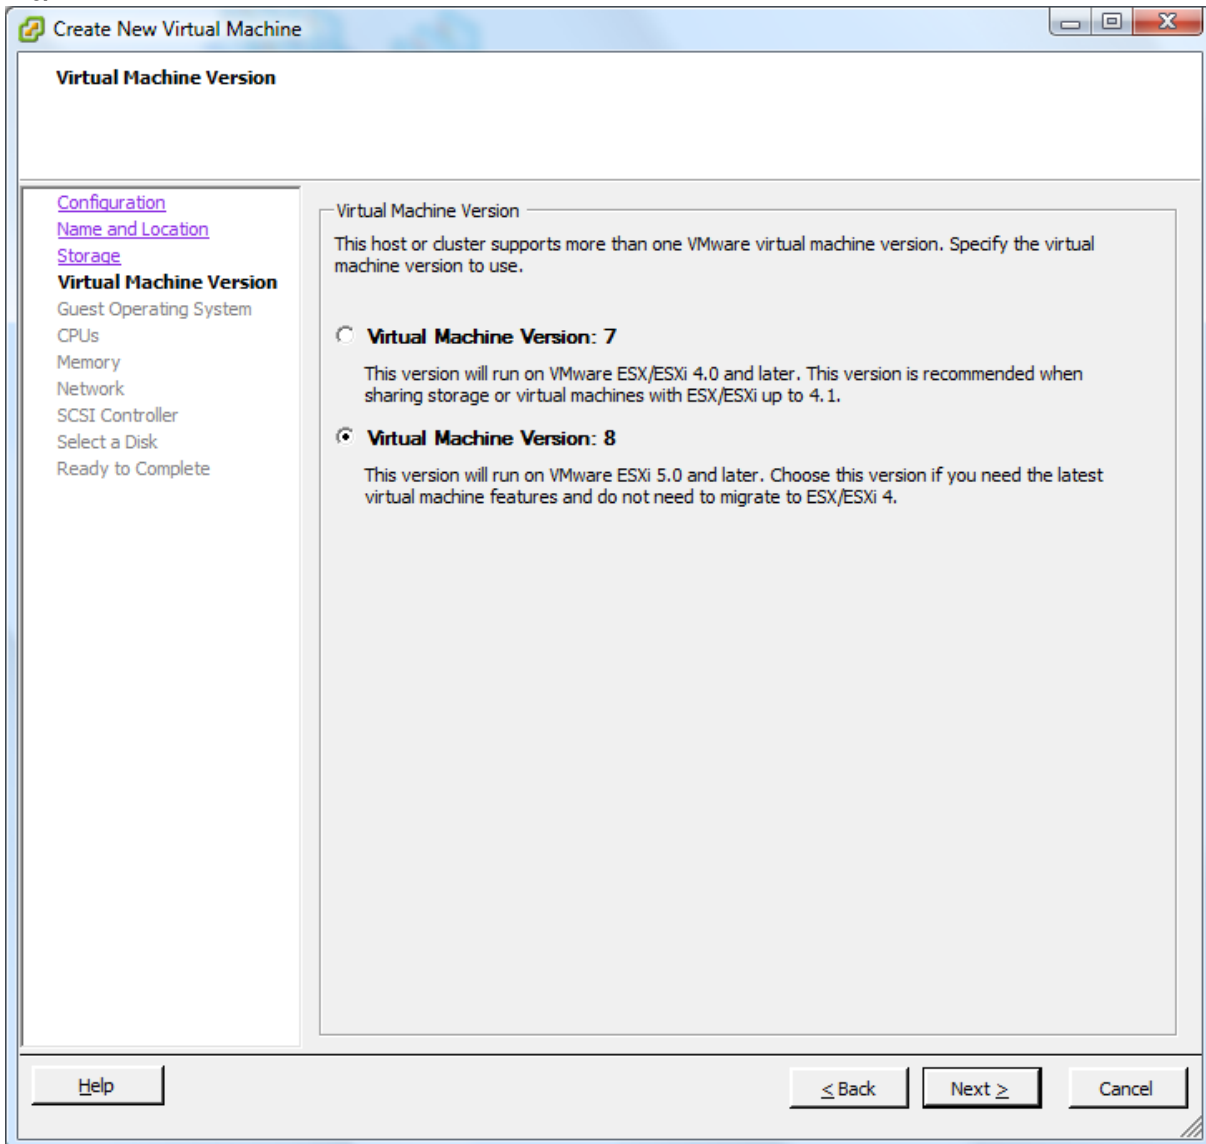 Create New Virtual Machine
Virtual Machine Version
Configuration
Name and Location
Storage
Virtual Machine Version
Guest Operating System
CPUs
Memory
Network
SCSI Controller
Select a Disk
Ready to Complete
Virtual Machine Version
This host or cluster supports more than one VMware virtual machine version. Specify the virtual
machine version to use.
Virtual Machine Version: 7
This version will run on VMware ESX/ESXi 4.0 and later. This version is recommended when
sharing storage or virtual machines with ESX/ESXi up to 4.1.
Virtual Machine Version: 8
This version will run on VMware ESXi 5.0 and later. Choose this version if you need the latest
virtual machine features and do not need to migrate to ESX/ESXi 4.
Help
≤ Back
Next ≥
Cancel